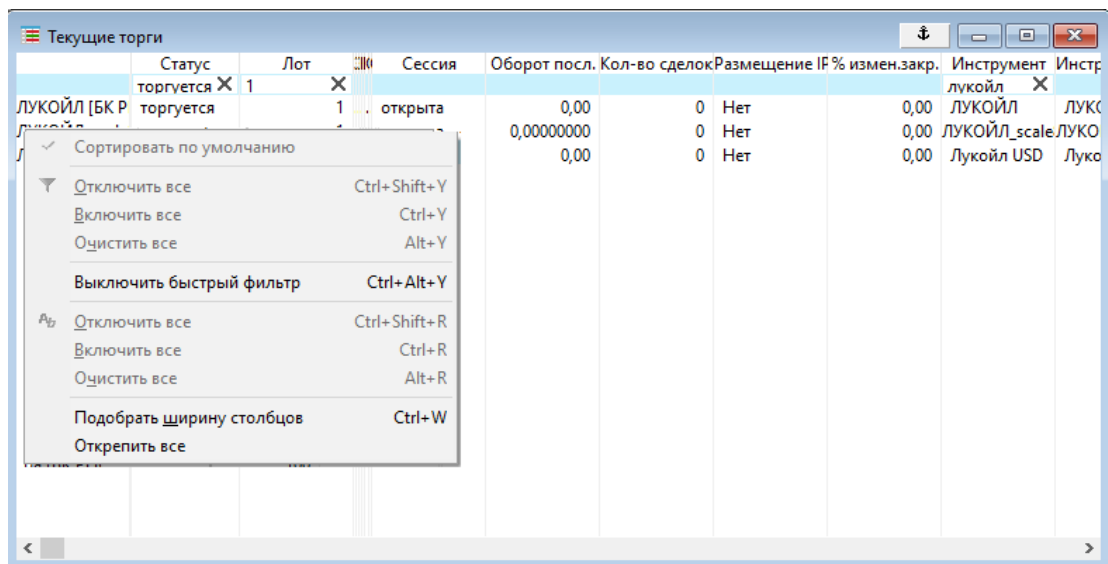 Текущие торги
Статус Лот Сессия Оборот посл. Кол-во сделок Размещение IF % измен.закр. Инструмент Инстр
торгуется 1 лукойл
ЛУКОЙЛ [БК Р торгуется 1 открыта 0,00 0 Нет 0,00 ЛУКОЙЛ ЛУКО
0,00000000 0 Нет 0,00 ЛУКОЙЛ_scale ЛУКО
0,00 0 Нет 0,00 Лукойл USD Луко
Сортировать по умолчанию
Отключить все Ctrl+Shift+Y
Включить все Ctrl+Y
Очистить все Alt+Y
Выключить быстрый фильтр Ctrl+Alt+Y
Отключить все Ctrl+Shift+R
Включить все Ctrl+R
Очистить все Alt+R
Подобрать ширину столбцов Ctrl+W
Открепить все